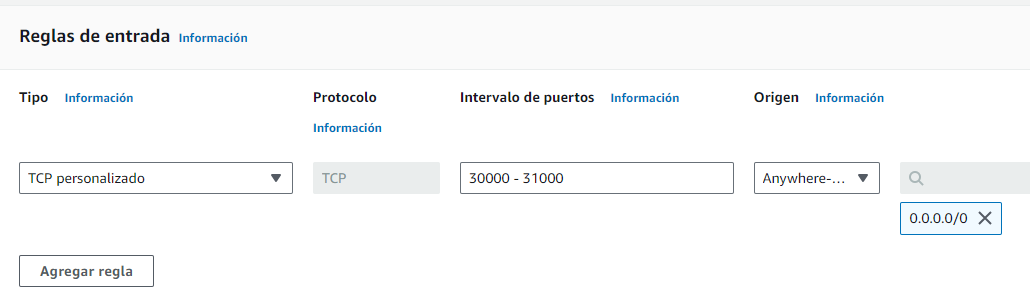 Reglas de entrada Información
Tipo Información Protocolo Información Intervalo de puertos Información Origen Información
TCP personalizado TCP 30000 - 31000 Anywhere-...
0.0.0.0/0
Agregar regla